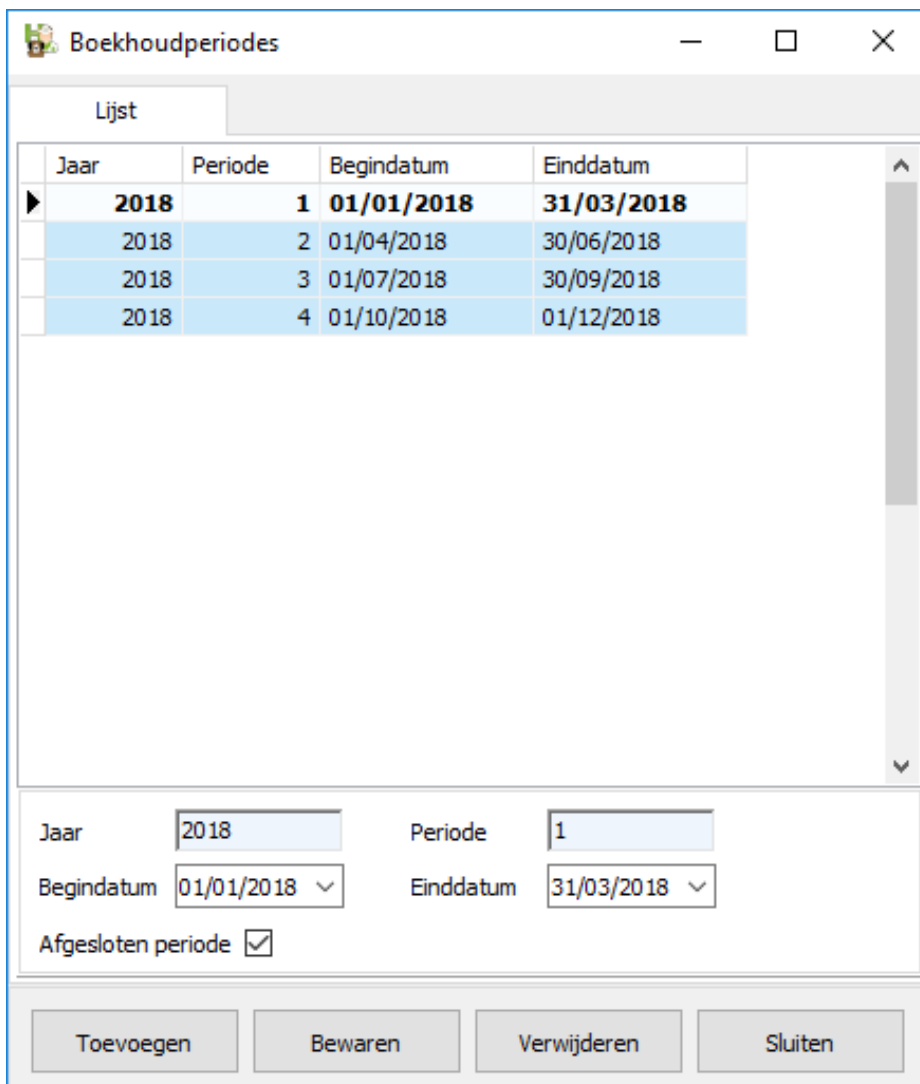 Boekhoudperiodes
Lijst
Jaar Periode Begindatum Einddatum
2018 1 01/01/2018 31/03/2018
2018 2 01/04/2018 30/06/2018
2018 3 01/07/2018 30/09/2018
2018 4 01/10/2018 01/12/2018
Jaar 2018 Periode 1
Begindatum 01/01/2018 Einddatum 31/03/2018
Afgesloten periode
Toevoegen Bewaren Verwijderen Sluiten